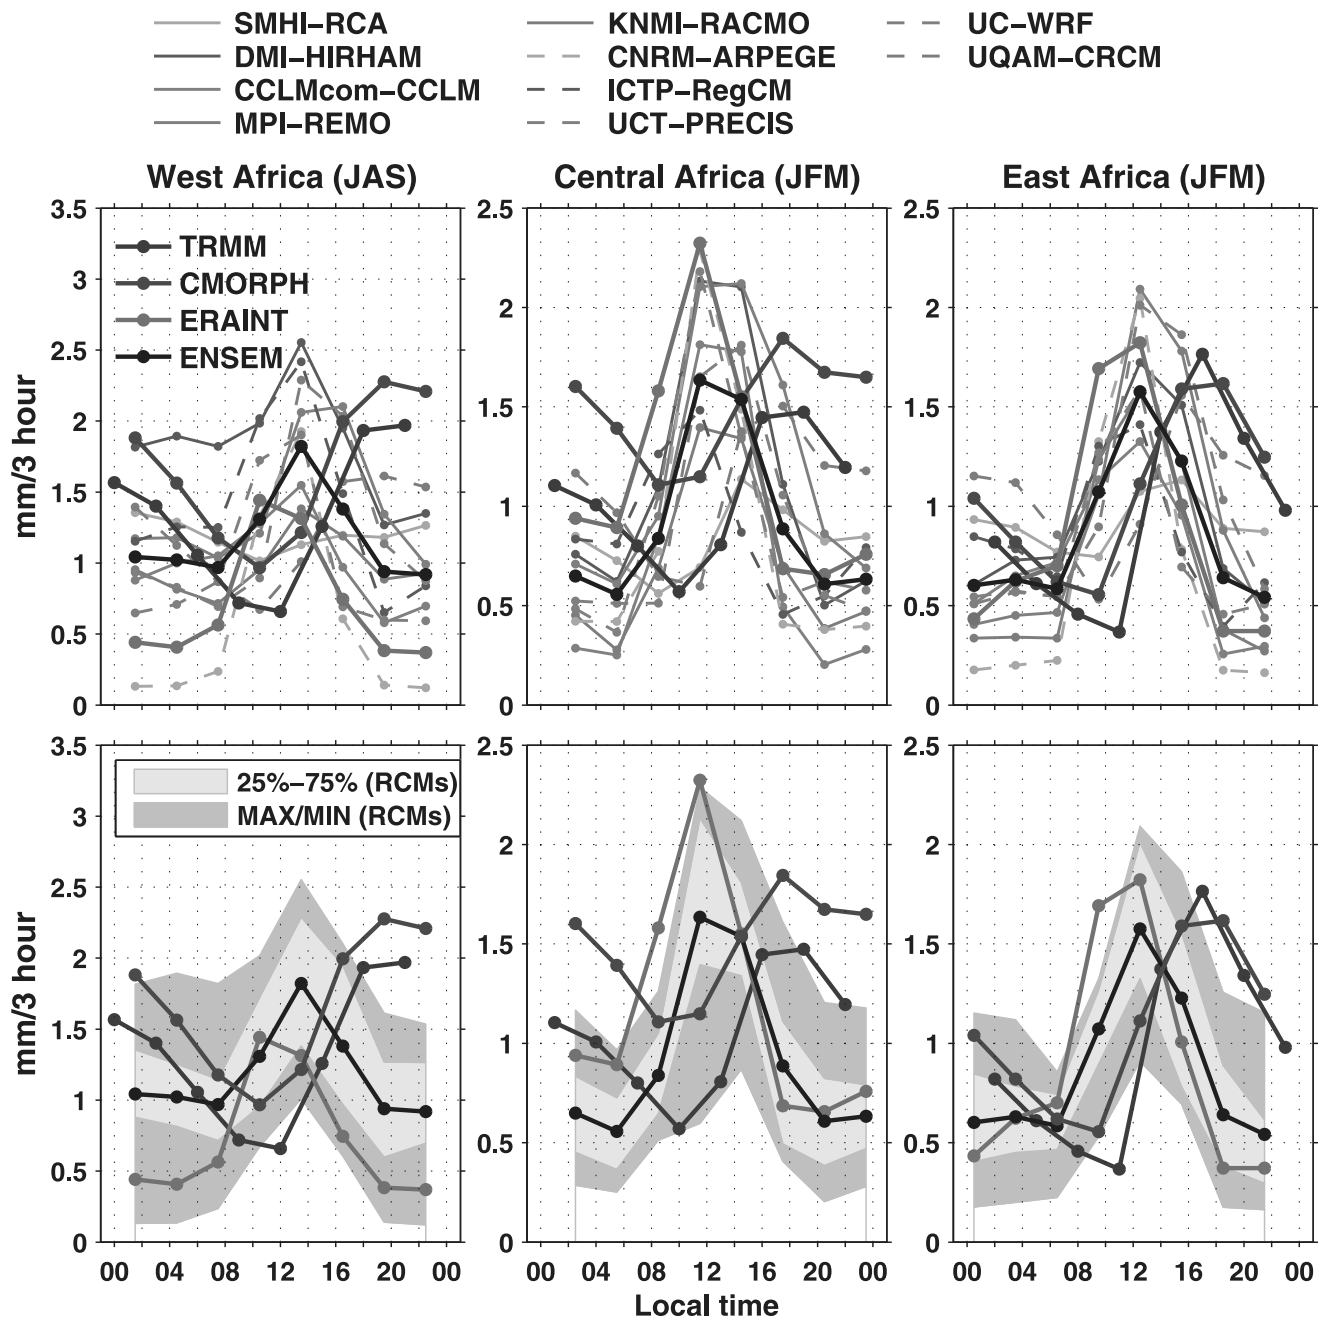 SMHI–RCA
DMI–HIRHAM
CCLMcom–CCLM
MPI–REMO
KNMI–RACMO
CNRM–ARPEGE
ICTP–RegCM
UCT–PRECIS
UC–WRF
UQAM–CRCM
West Africa (JAS)
Central Africa (JFM)
East Africa (JFM)
mm/3 hour
3.5
3
2.5
2
1.5
1
0.5
0
TRMM
CMORPH
ERAINT
ENSEM
2.5
2
1.5
1
0.5
0
2.5
2
1.5
1
0.5
0
mm/3 hour
3.5
3
2.5
2
1.5
1
0.5
0
25%–75% (RCMs)
MAX/MIN (RCMs)
2.5
2
1.5
1
0.5
0
2.5
2
1.5
1
0.5
0
00 04 08 12 16 20 00
00 04 08 12 16 20 00
00 04 08 12 16 20 00
Local time